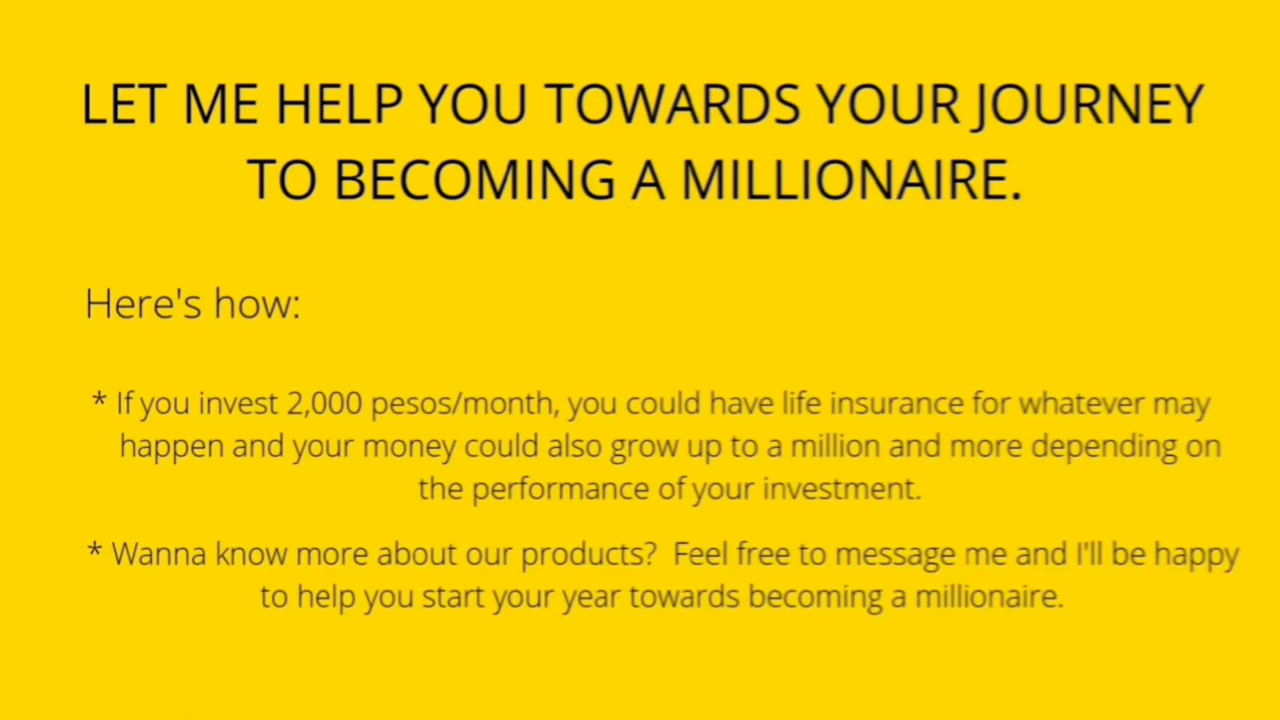 LET ME HELP YOU TOWARDS YOUR JOURNEY
TO BECOMING A MILLIONAIRE.
Here's how:
* If you invest 2,000 pesos/month, you could have life insurance for whatever may
happen and your money could also grow up to a million and more depending on
the performance of your investment.
* Wanna know more about our products?  Feel free to message me and I'll be happy
to help you start your year towards becoming a millionaire.